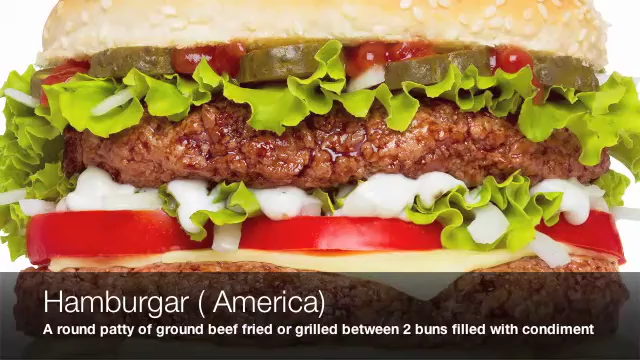 Hamburgar ( America)
A round patty of ground beef fried or grilled between 2 buns filled with condiment